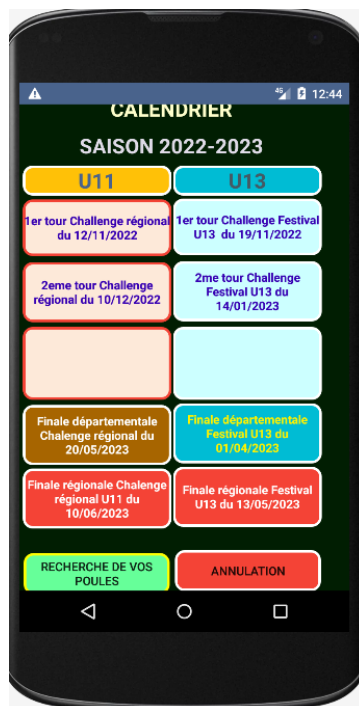 12:44
CALENDRIER
SAISON 2022-2023
U11
U13
1er tour Challenge régional
du 12/11/2022
1er tour Challenge Festival
U13 du 19/11/2022
2eme tour Challenge
régional du 10/12/2022
2me tour Challenge
Festival U13 du
14/01/2023
Finale départementale
Chalenge régional du
20/05/2023
Finale départementale
Festival U13 du
01/04/2023
Finale régionale Chalenge
régional U11 du
10/06/2023
Finale régionale Festival
U13 du 13/05/2023
RECHERCHE DE VOS
POULES
ANNULATION